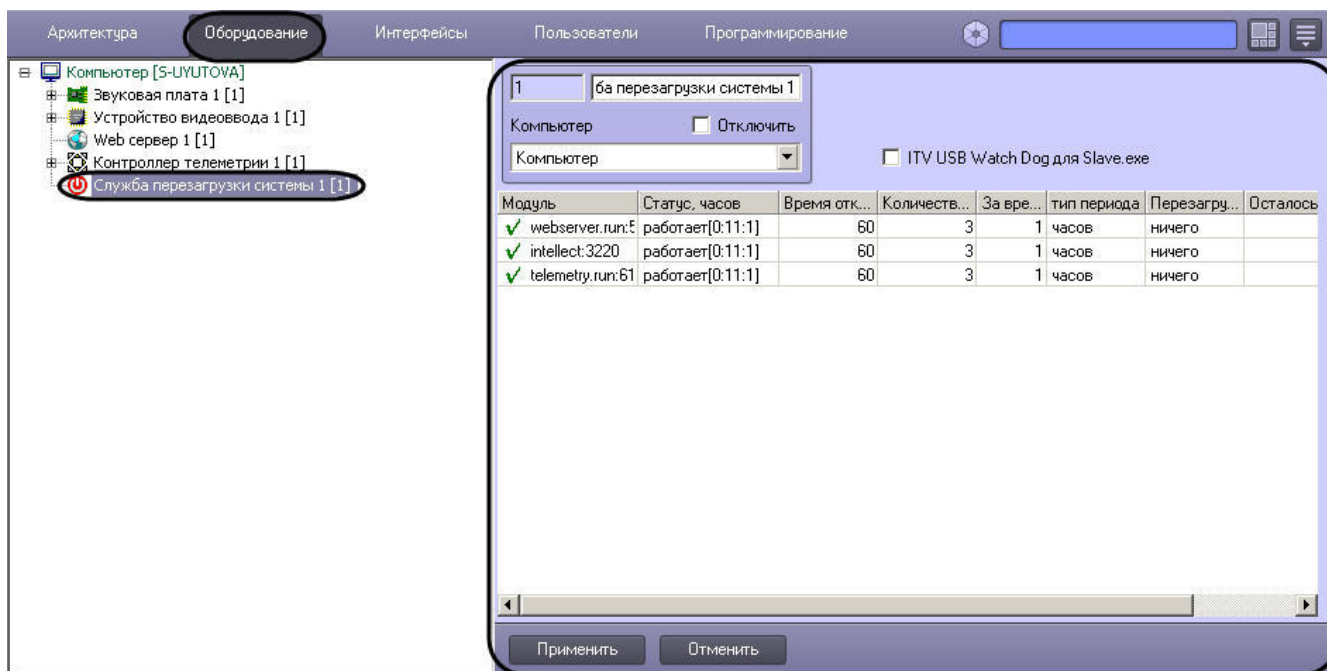 Архитектура Оборудование Интерфейсы Пользователи Программирование
Компьютер [S-UYUTOVA]
Звуковая плата 1 [1]
Устройство видеоввода 1 [1]
Web сервер 1 [1]
Контроллер телеметрии 1 [1]
Служба перезагрузки системы 1 [1]
1 ба перезагрузки системы 1
Компьютер Отключить
Компьютер
ITV USB Watch Dog для Slave.exe
Модуль Статус, часов Время отк... Количеств... За вре... тип периода Перезагру... Осталось
webserver.run:5 работает[0:11:1] 60 3 1 часов ничего
intellect:3220 работает[0:11:1] 60 3 1 часов ничего
telemetry.run:61 работает[0:11:1] 60 3 1 часов ничего
Применить Отменить